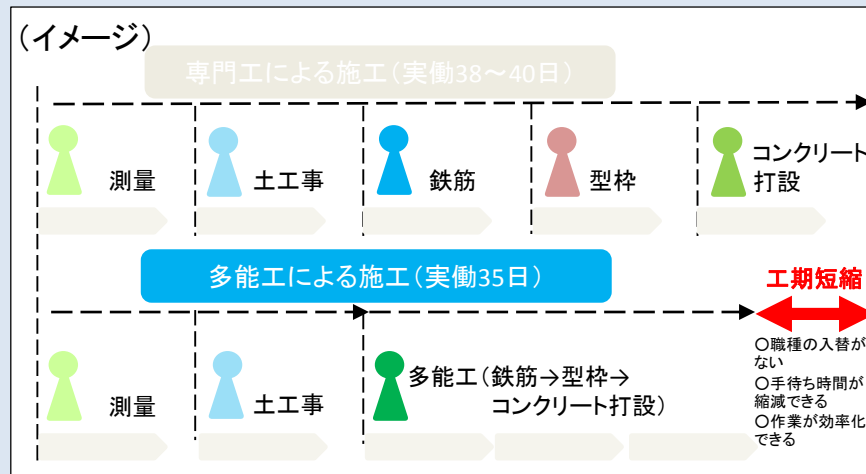 （イメージ）
専門工による施工（実働38～40日）
測量
土工事
鉄筋
型枠
コンクリート
打設
多能工による施工（実働35日）
工期短縮
測量
土工事
多能工（鉄筋→型枠→
コンクリート打設）
○職種の入替が
ない
○手待ち時間が
縮減できる
○作業が効率化
できる